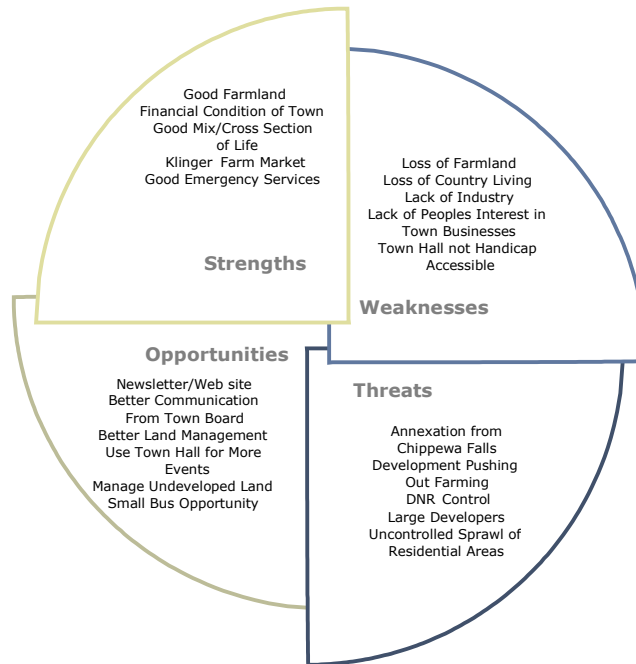 Good Farmland
Financial Condition of Town
Good Mix/Cross Section
of Life
Klinger Farm Market
Good Emergency Services
Strengths
Loss of Farmland
Loss of Country Living
Lack of Industry
Lack of Peoples Interest in
Town Businesses
Town Hall not Handicap
Accessible
Weaknesses
Opportunities
Newsletter/Web site
Better Communication
From Town Board
Better Land Management
Use Town Hall for More
Events
Manage Undeveloped Land
Small Bus Opportunity
Threats
Annexation from
Chippewa Falls
Development Pushing
Out Farming
DNR Control
Large Developers
Uncontrolled Sprawl of
Residential Areas